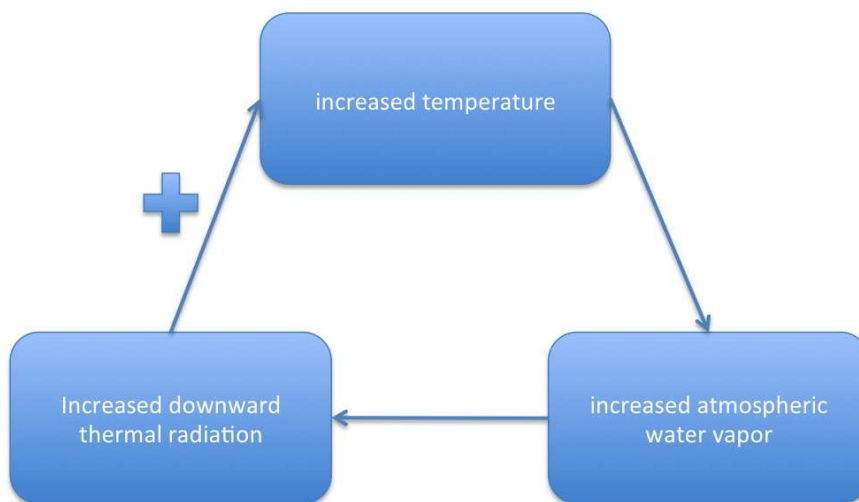 increased temperature
Increased downward
thermal radiation
increased atmospheric
water vapor